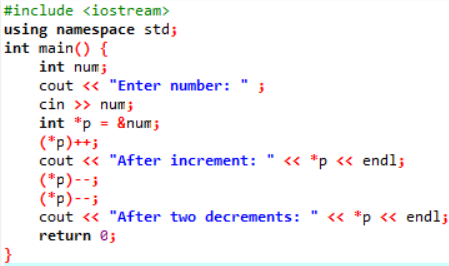 #include <iostream>
using namespace std;
int main() {
    int num;
    cout << "Enter number: " ;
    cin >> num;
    int *p = &num;
    (*p)++;
    cout << "After increment: " << *p << endl;
    (*p)--;
    (*p)--;
    cout << "After two decrements: " << *p << endl;
    return 0;
}